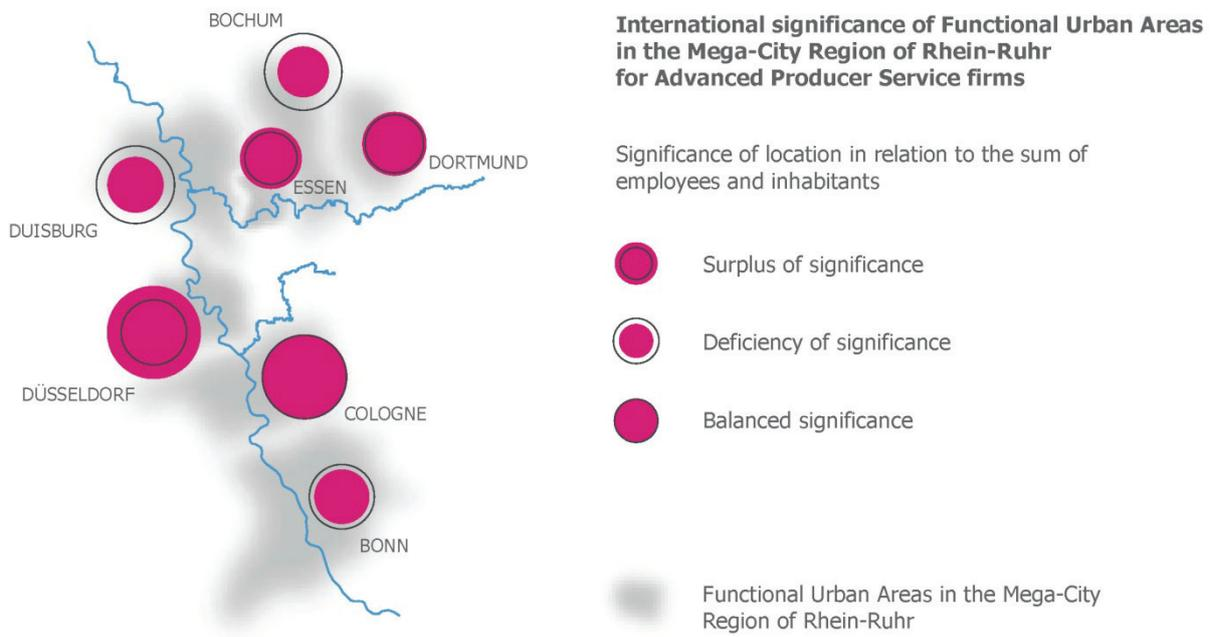 BOCHUM
DORTMUND
ESSEN
DUISBURG
DÜSSELDORF
COLOGNE
BONN
International significance of Functional Urban Areas
in the Mega-City Region of Rhein-Ruhr
for Advanced Producer Service firms
Significance of location in relation to the sum of
employees and inhabitants
Surplus of significance
Deficiency of significance
Balanced significance
Functional Urban Areas in the Mega-City
Region of Rhein-Ruhr